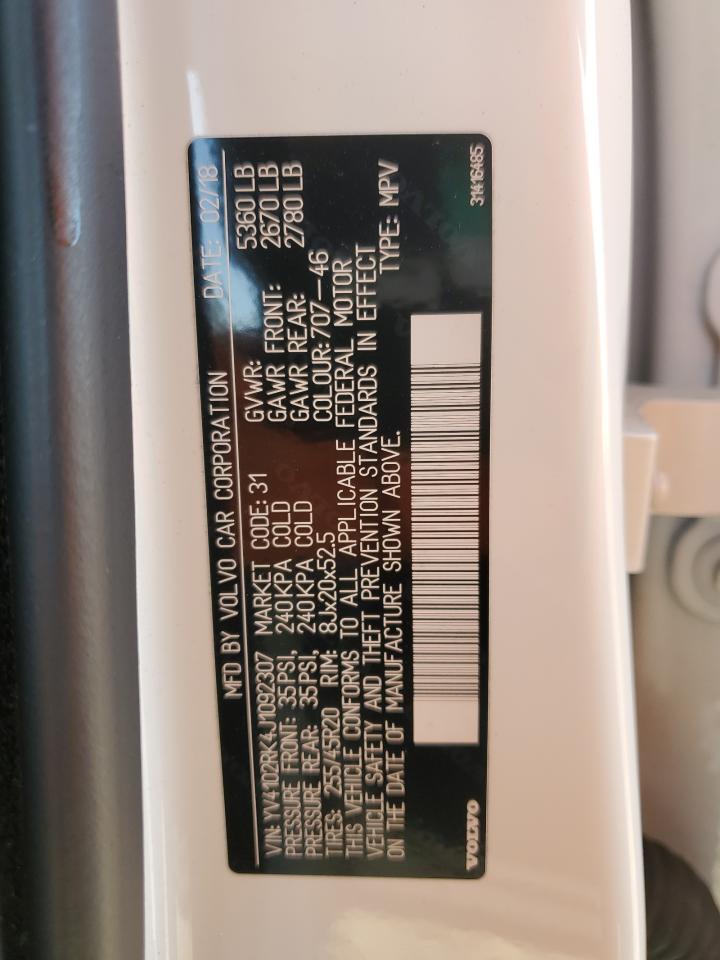 MFD BY VOLVO CAR CORPORATION DATE: 02/18
VIN: YV4102RK4J1092307 MARKET CODE: 31 GVWR: 5360 LB
PRESSURE FRONT: 35PSI, 240KPA COLD GAWR FRONT: 2670 LB
PRESSURE REAR: 35PSI, 240KPA COLD GAWR REAR: 2780 LB
TIRES: 255/45R20 RIM: 8Jx20x52.5 COLOUR: 707-46
THIS VEHICLE CONFORMS TO ALL APPLICABLE FEDERAL MOTOR
VEHICLE SAFETY AND THEFT PREVENTION STANDARDS IN EFFECT
ON THE DATE OF MANUFACTURE SHOWN ABOVE. TYPE: MPV
VOLVO 31416485